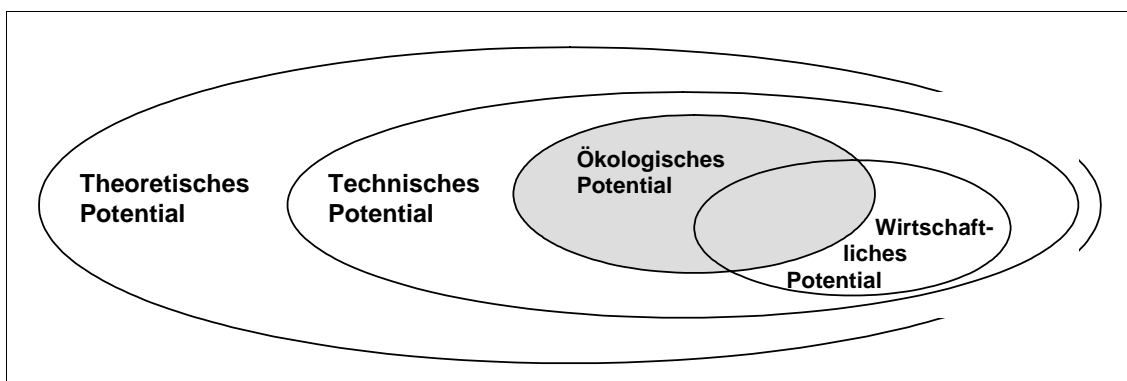 Theoretisches
Potential
Technisches
Potential
Ökologisches
Potential
Wirtschaft-
liches
Potential